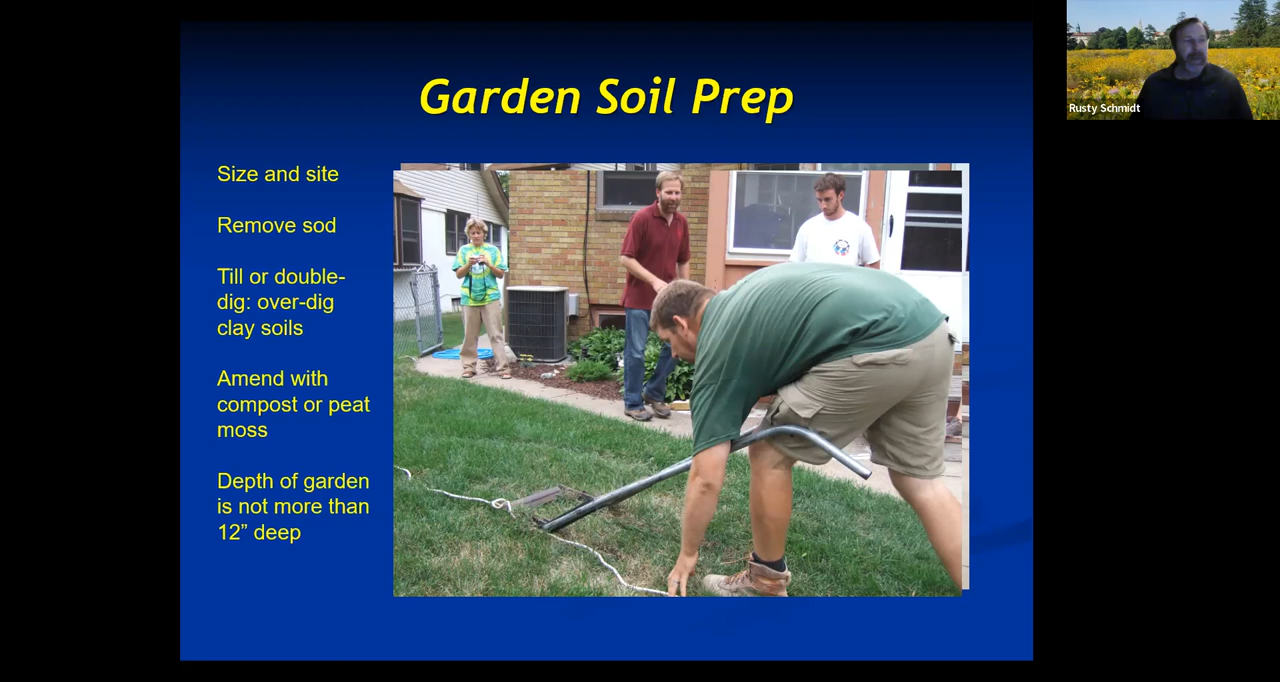 Garden Soil Prep
Rusty Schmidt
Size and site
Remove sod
Till or double-
dig: over-dig
clay soils
Amend with
compost or peat
moss
Depth of garden
is not more than
12” deep